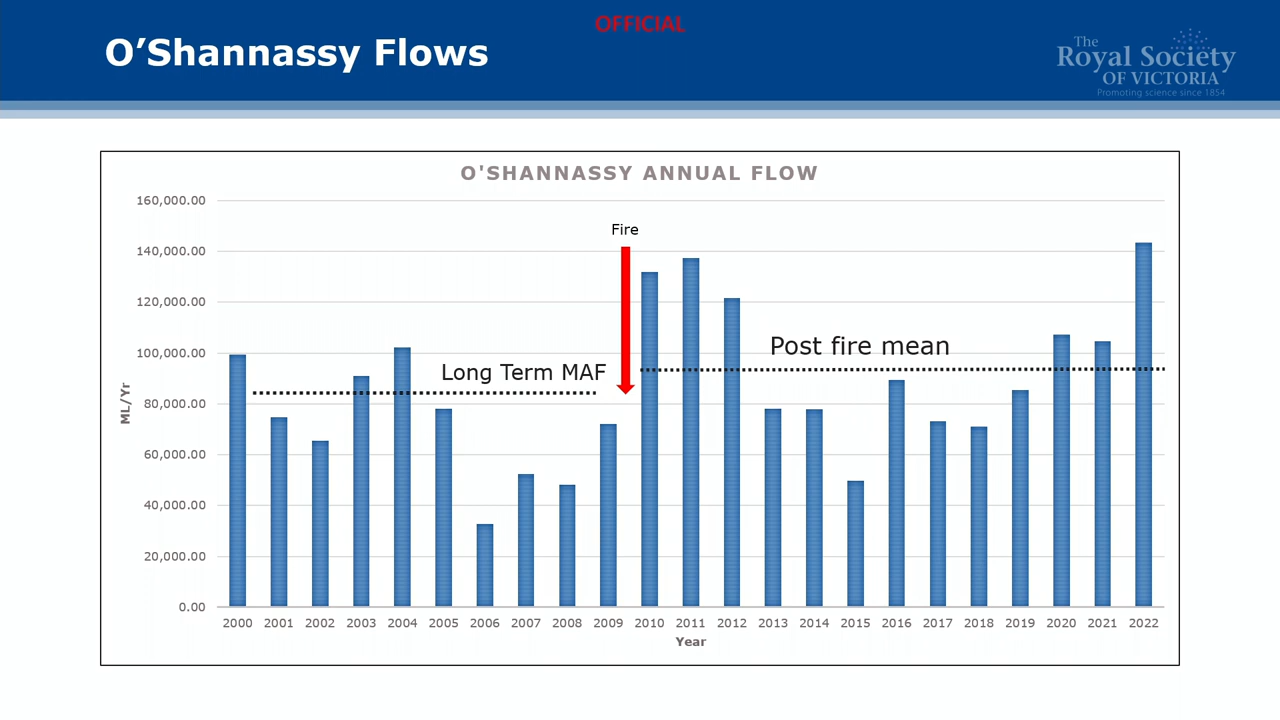 OFFICIAL
O’Shannassy Flows
The
Royal Society
OF VICTORIA
Promoting science since 1854
O'SHANNASSY ANNUAL FLOW
160,000.00
140,000.00
120,000.00
100,000.00
80,000.00
60,000.00
40,000.00
20,000.00
0.00
ML/Yr
Fire
Long Term MAF
Post fire mean
2000 2001 2002 2003 2004 2005 2006 2007 2008 2009 2010 2011 2012 2013 2014 2015 2016 2017 2018 2019 2020 2021 2022
Year